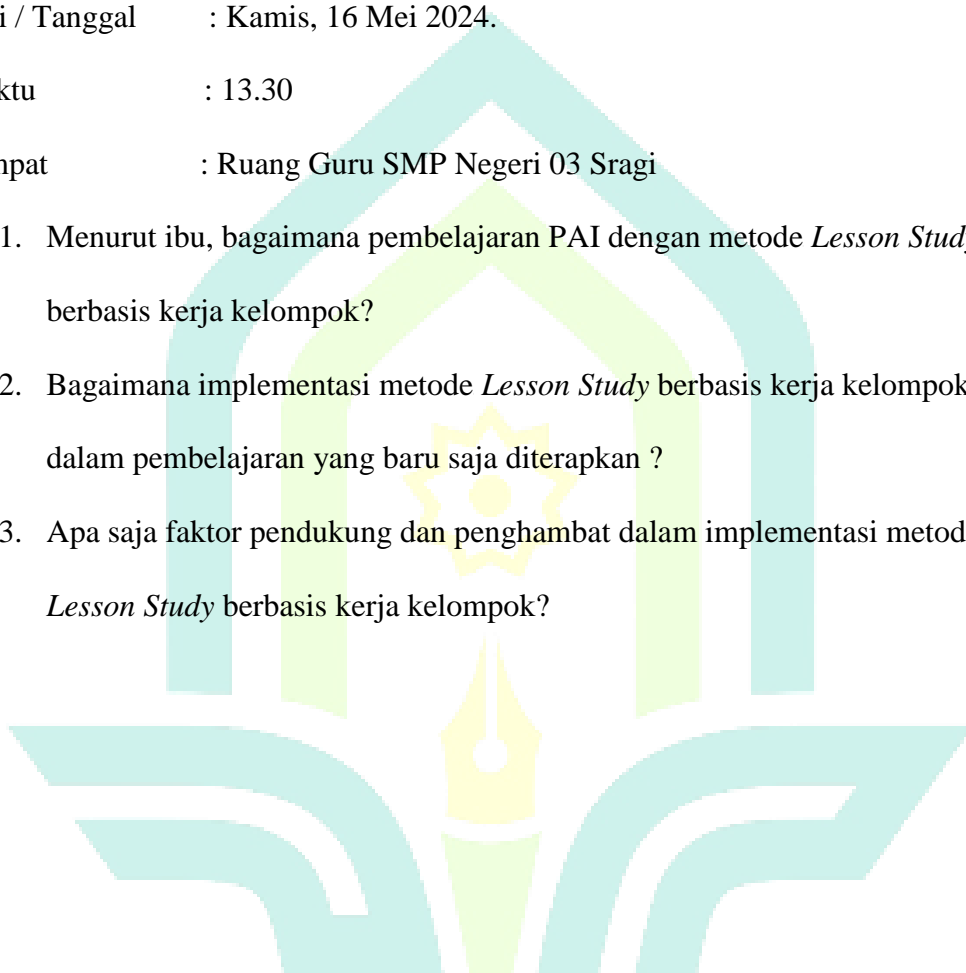 i / Tanggal : Kamis, 16 Mei 2024.
ktu : 13.30
npat : Ruang Guru SMP Negeri 03 Sragi
1. Menurut ibu, bagaimana pembelajaran PAI dengan metode Lesson Study
berbasis kerja kelompok?
2. Bagaimana implementasi metode Lesson Study berbasis kerja kelompok
dalam pembelajaran yang baru saja diterapkan ?
3. Apa saja faktor pendukung dan penghambat dalam implementasi metod
Lesson Study berbasis kerja kelompok?